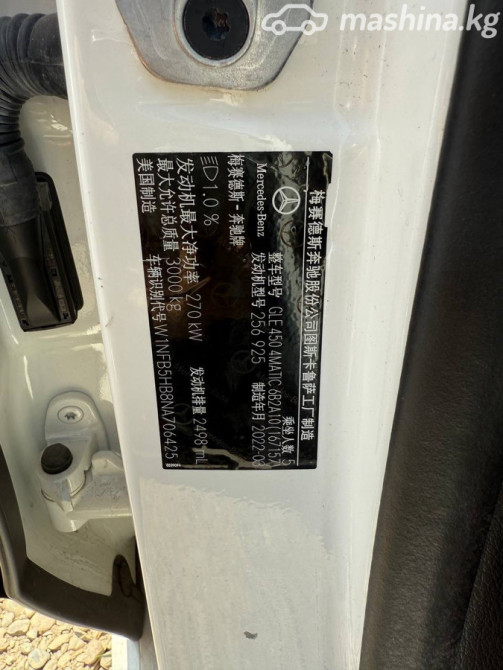 mashina.kg
梅赛德斯奔驰股份公司图斯卡鲁萨工厂制造
Mercedes-Benz
梅赛德斯-奔驰牌
整车型号 GLE 450 4MATIC 6B2A10(167157)
乘坐人数 5
发动机型号 256 925
制造年月
1.0 %
发动机最大净功率 270 kW
发动机排量 2498 mL
最大允许总质量 3000 kg
车辆识别代号 W1NFB5HB8NA706425
美国制造